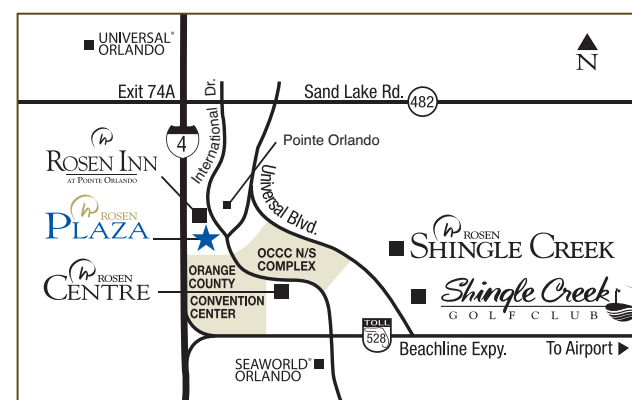 UNIVERSAL®
ORLANDO
N
Exit 74A
Sand Lake Rd.
482
International Dr.
4
Pointe Orlando
ROSEN INN
AT POINTE ORLANDO
Universal Blvd.
ROSEN
PLAZA
ROSEN
SHINGLE CREEK
OCCC N/S
COMPLEX
ORANGE
COUNTY
CONVENTION
CENTER
ROSEN
CENTRE
Shingle Creek
GOLF CLUB
TOLL
528
Beachline Expy.
To Airport
SEAWORLD®
ORLANDO